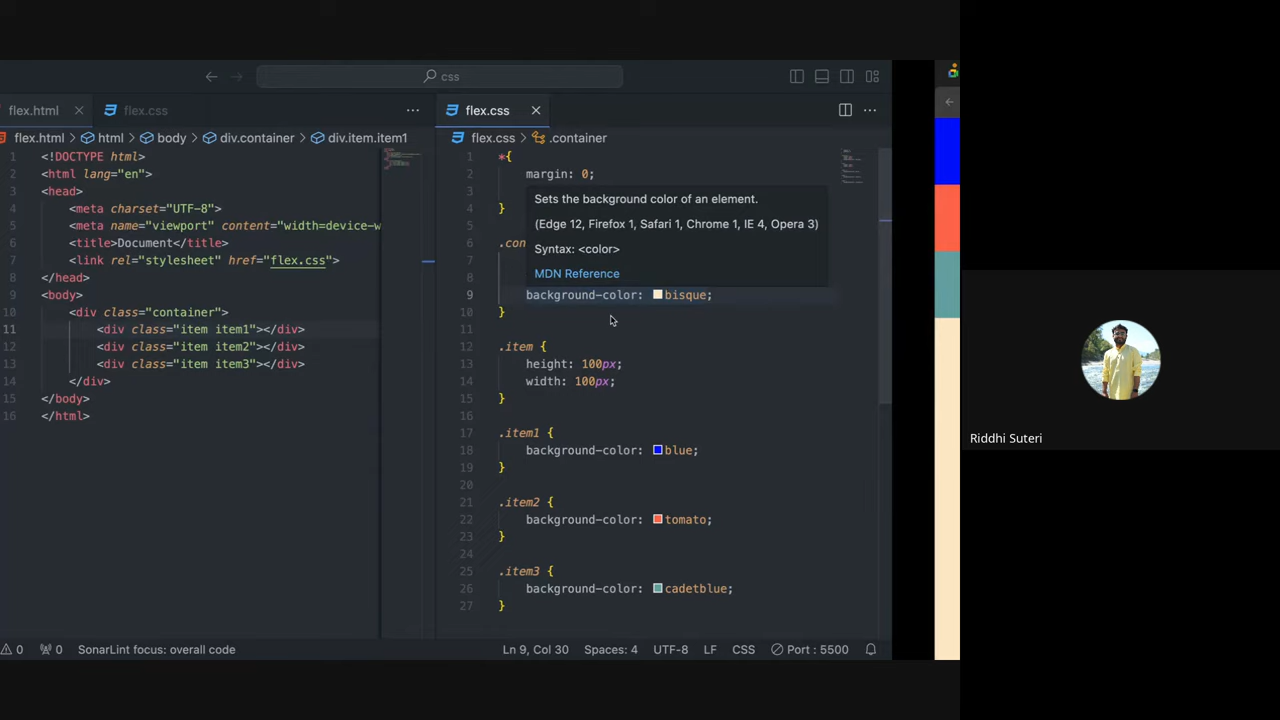 css
flex.html
flex.css
flex.html > html > body > div.container > div.item.item1
1 <!DOCTYPE html>
2 <html lang="en">
3 <head>
4 <meta charset="UTF-8">
5 <meta name="viewport" content="width=device-w
6 <title>Document</title>
7 <link rel="stylesheet" href="flex.css">
8 </head>
9 <body>
10 <div class="container">
11 <div class="item item1"></div>
12 <div class="item item2"></div>
13 <div class="item item3"></div>
14 </div>
15 </body>
16 </html>
flex.css
flex.css > .container
1 *{
2 margin: 0;
3
4 }
5
6 .con
7
8
Sets the background color of an element.
(Edge 12, Firefox 1, Safari 1, Chrome 1, IE 4, Opera 3)
Syntax: <color>
MDN Reference
9 background-color: bisque;
10 }
11
12 .item {
13 height: 100px;
14 width: 100px;
15 }
16
17 .item1 {
18 background-color: blue;
19 }
20
21 .item2 {
22 background-color: tomato;
23 }
24
25 .item3 {
26 background-color: cadetblue;
27 }
0 0 SonarLint focus: overall code Ln 9, Col 30 Spaces: 4 UTF-8 LF CSS Port : 5500
Riddhi Suteri